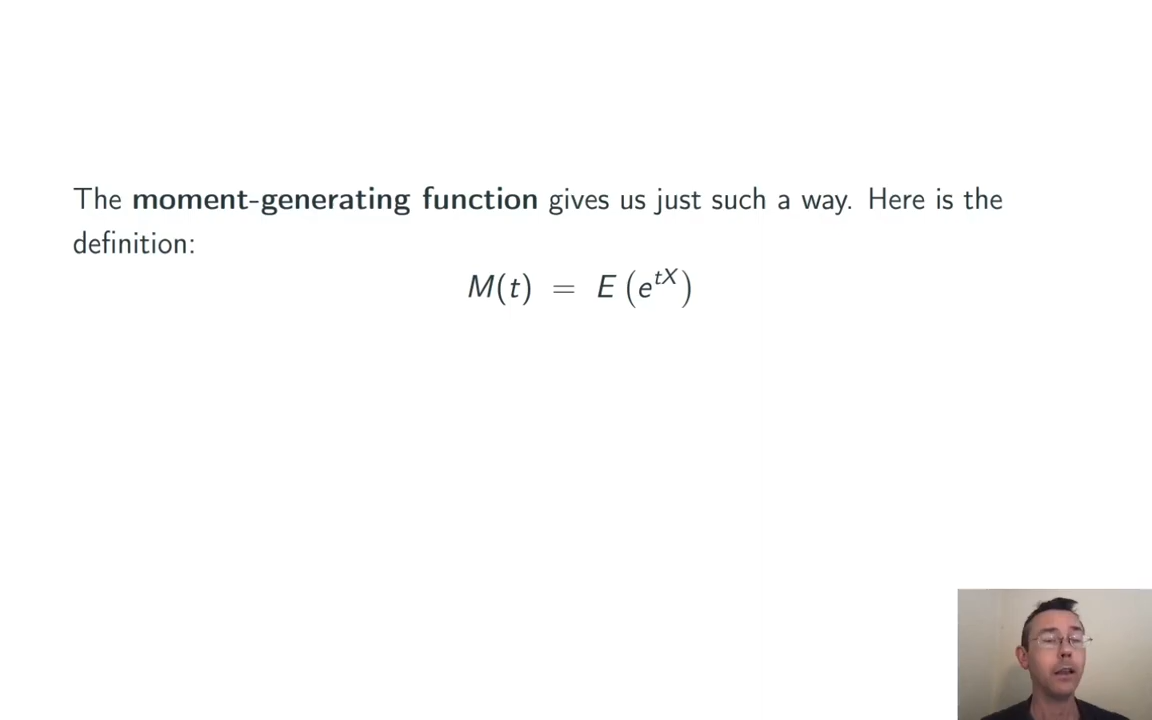 The moment-generating function gives us just such a way. Here is the
definition:
M(t) = E (e^{tX})